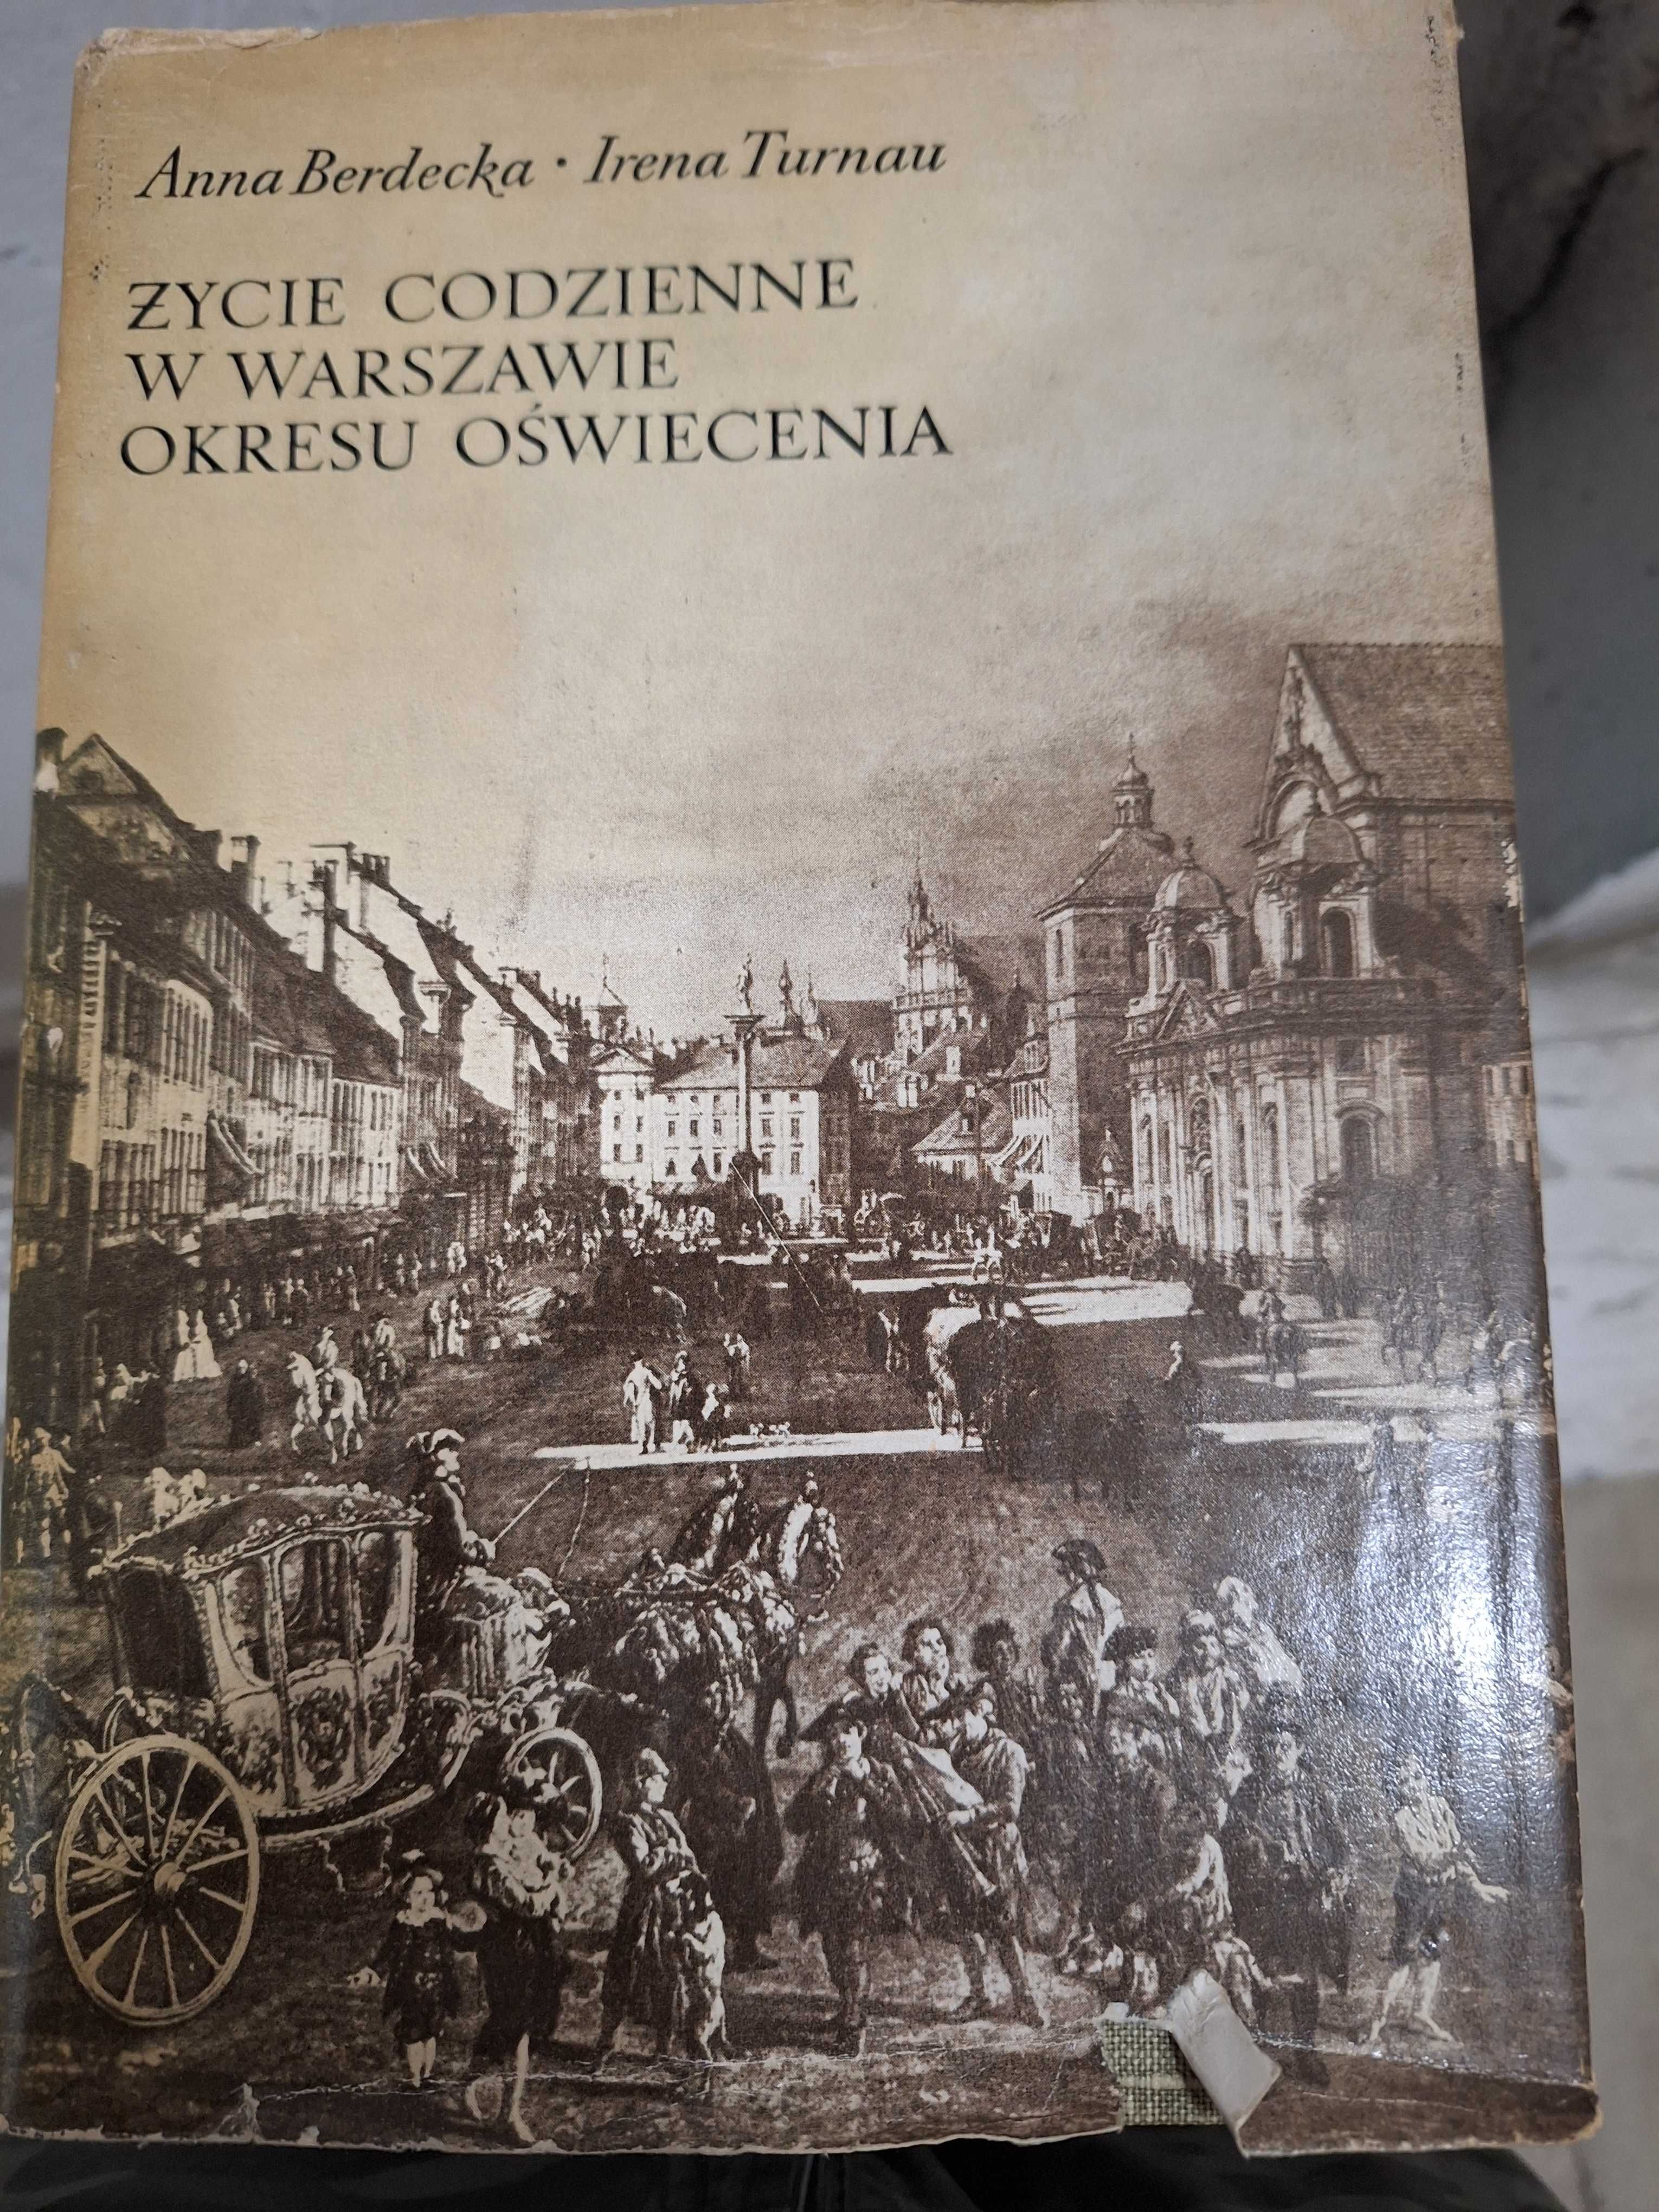 Anna Berdecka · Irena Turnau
ŻYCIE CODZIENNE
W WARSZAWIE
OKRESU OŚWIECENIA